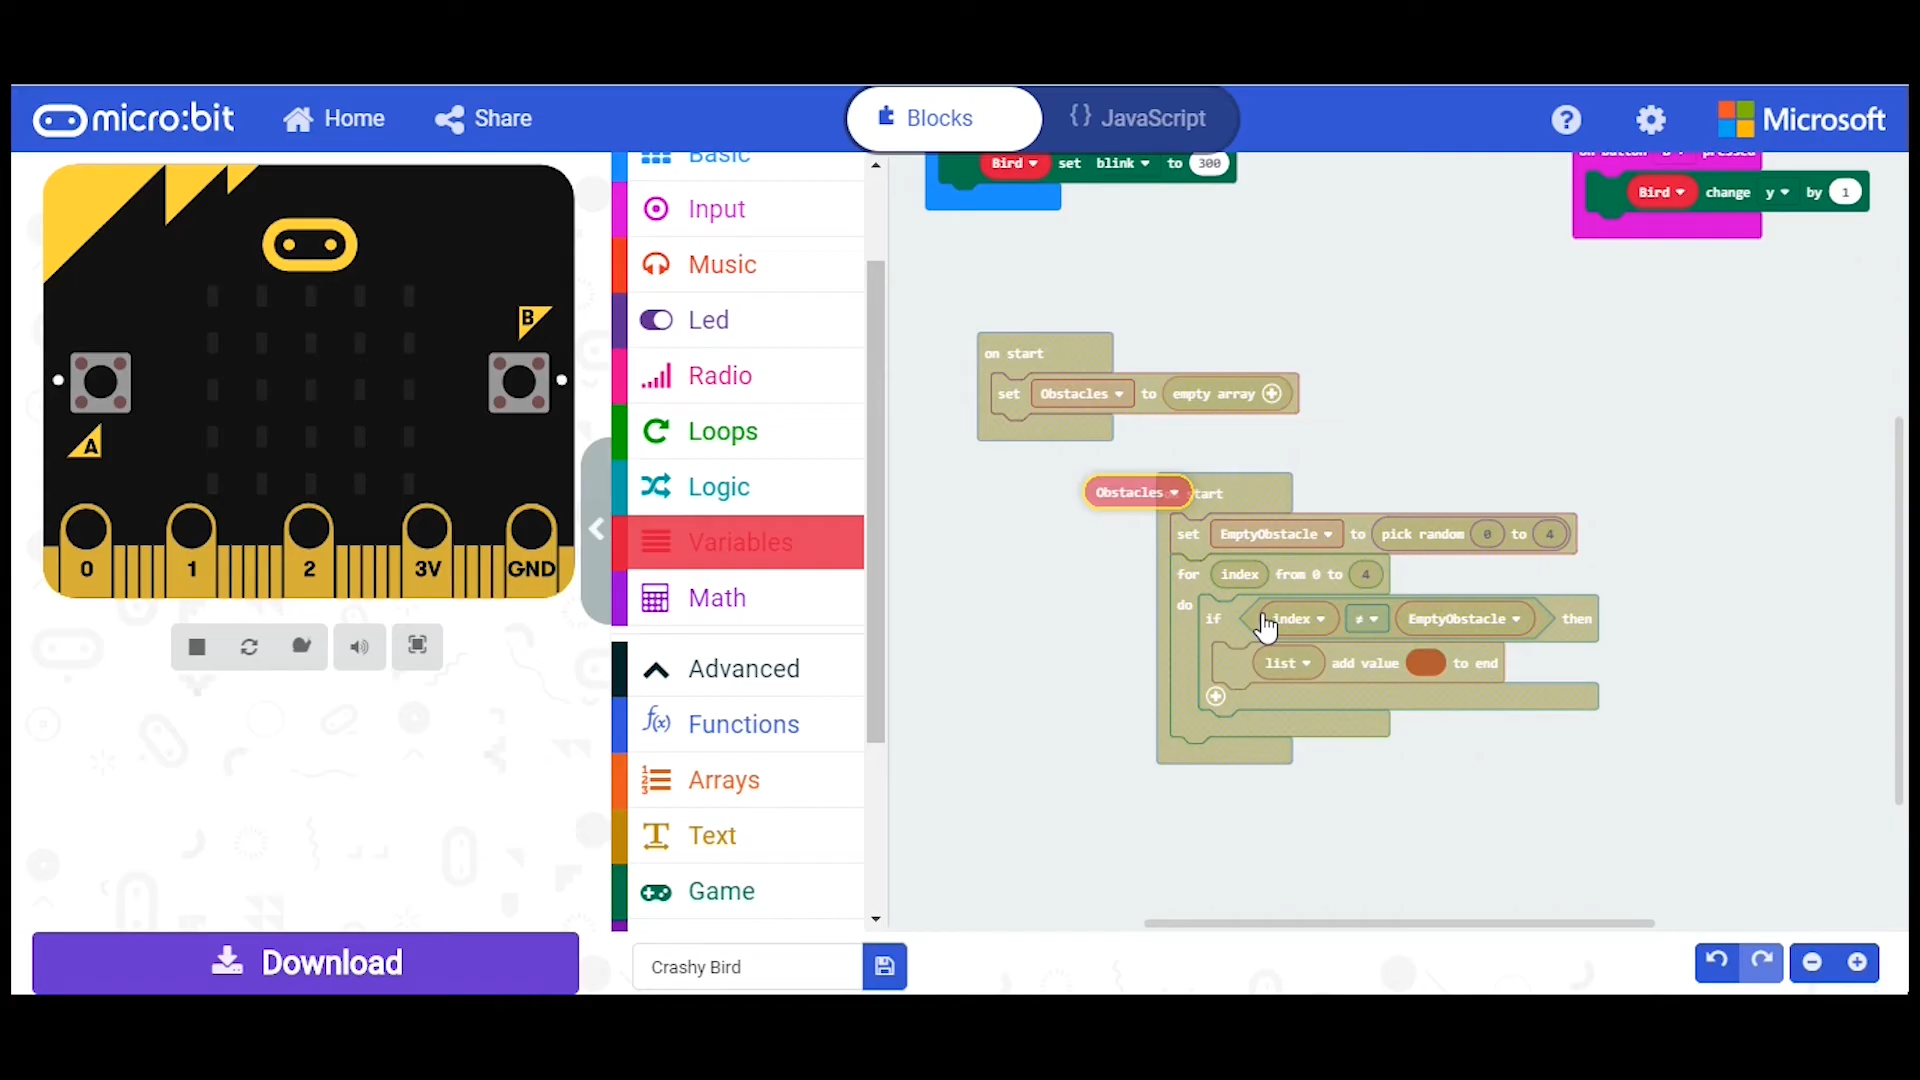 micro:bit
Home
Share
Blocks
{} JavaScript
?
Microsoft
B
A
0
1
2
3V
GND
Download
Basic
Input
Music
Led
Radio
Loops
Logic
Variables
Math
Advanced
f(x) Functions
Arrays
Text
Game
Crashy Bird
Bird set blink to 300
pressed
Bird change y by 1
on start
set Obstacles to empty array
Obstacles
start
set EmptyObstacle to pick random 0 to 4
for index from 0 to 4
do
if index ≠ EmptyObstacle then
list add value to end